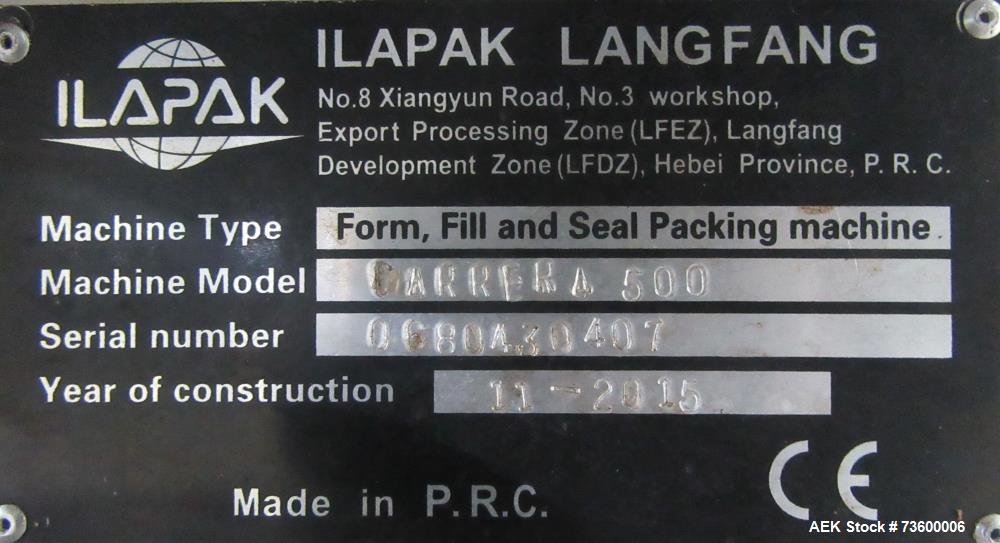 ILAPAK
ILAPAK LANGFANG
No.8 Xiangyun Road, No.3 workshop,
Export Processing Zone (LFEZ), Langfang
Development Zone (LFDZ), Hebei Province, P. R. C.
Machine Type Form, Fill and Seal Packing machine
Machine Model CARRERA 500
Serial number 0680430407
Year of construction 11-2015
CE
Made in P.R.C.
AEK Stock # 73600006